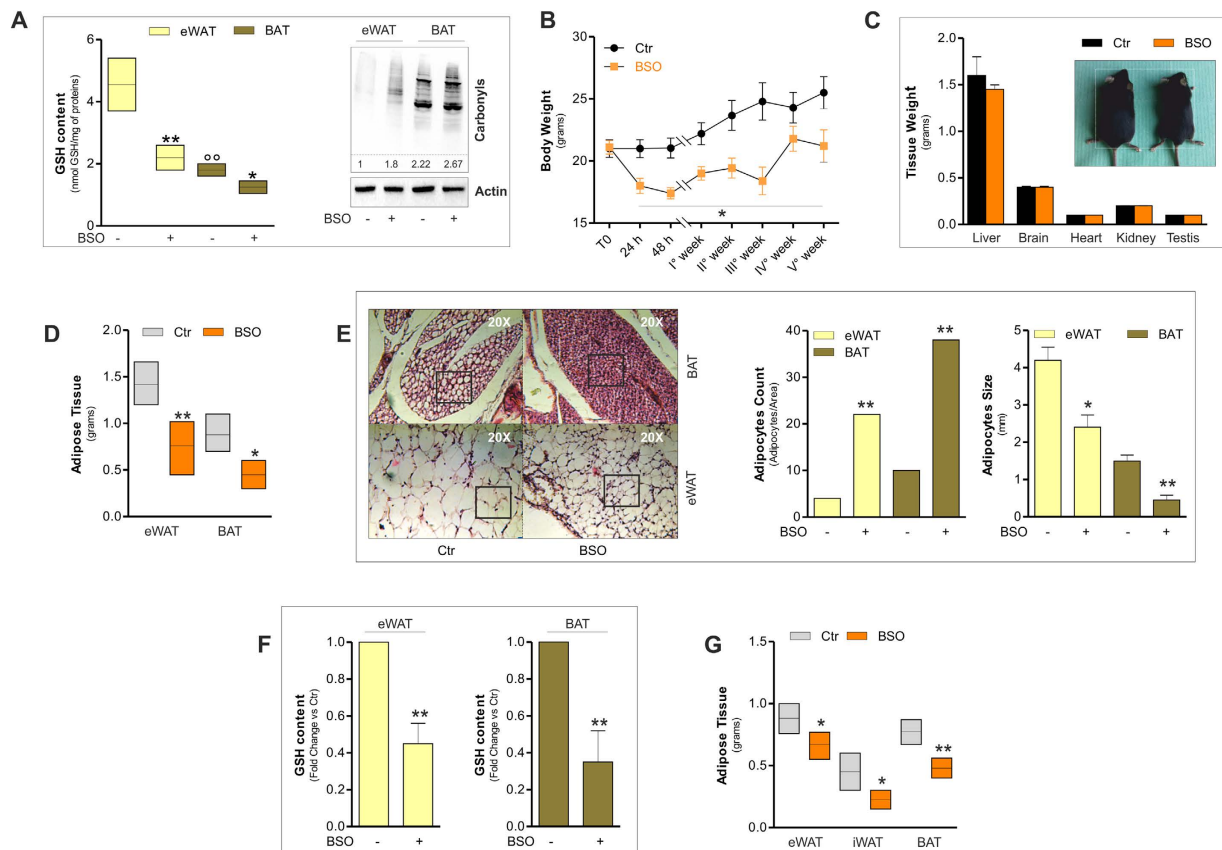 A
eWAT
BAT
GSH content
(nmol GSH/mg of proteins)
6
4
2
0
**
°°
*
BSO
-
+
-
+
eWAT
BAT
Carbonyls
1
1.8
2.22
2.67
Actin
BSO
-
+
-
+
B
Ctr
BSO
Body Weight
(grams)
30
25
20
15
*
T0
24 h
48 h
I° week
II° week
III° week
IV° week
V° week
C
Ctr
BSO
Tissue Weight
(grams)
2.0
1.5
1.0
0.5
0.0
Liver
Brain
Heart
Kidney
Testis
D
Ctr
BSO
Adipose Tissue
(grams)
2.0
1.5
1.0
0.5
0.0
**
*
eWAT
BAT
E
20X
20X
BAT
20X
20X
eWAT
Ctr
BSO
eWAT
BAT
Adipocytes Count
(Adipocytes/Area)
40
30
20
10
0
**
**
BSO
-
+
-
+
eWAT
BAT
Adipocytes Size
(mm)
5
4
3
2
1
0
*
**
BSO
-
+
-
+
F
eWAT
GSH content
(Fold Change vs Ctr)
1.0
0.8
0.6
0.4
0.2
0.0
**
BSO
-
+
BAT
GSH content
(Fold Change vs Ctr)
1.0
0.8
0.6
0.4
0.2
0.0
**
BSO
-
+
G
Ctr
BSO
Adipose Tissue
(grams)
1.5
1.0
0.5
0.0
*
*
**
eWAT
iWAT
BAT